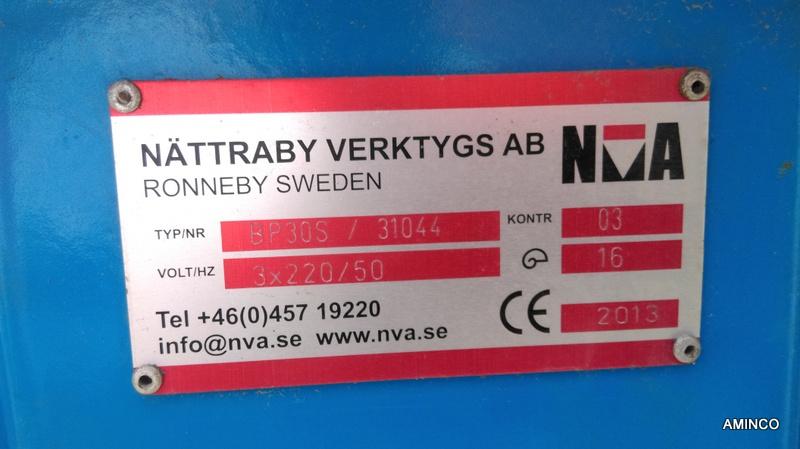 NÄTTRABY VERKTYGS AB
NVA
RONNEBY SWEDEN
TYP/NR BP30S / 31044
KONTR 03
VOLT/HZ 3x220/50
16
Tel +46(0)457 19220
CE 2013
info@nva.se www.nva.se
AMINCO